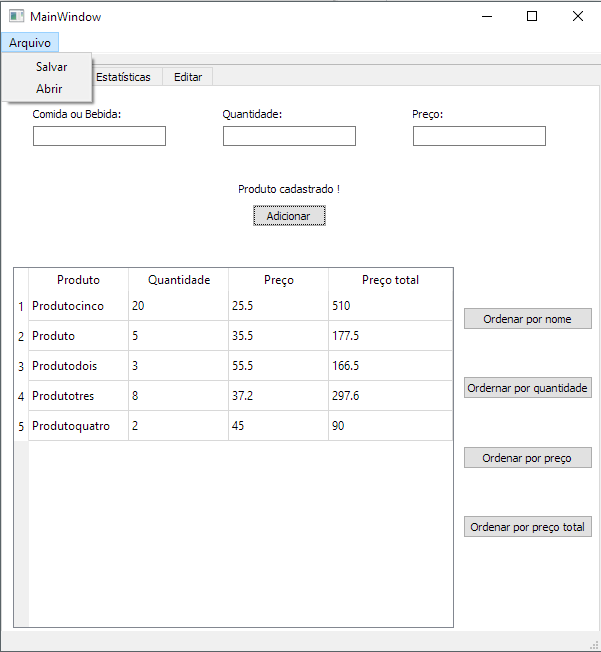 MainWindow
Arquivo
Salvar
Abrir
Estatísticas Editar
Comida ou Bebida: Quantidade: Preço:
Produto cadastrado !
Adicionar
Produto Quantidade Preço Preço total
1 Produtocinco 20 25.5 510
2 Produto 5 35.5 177.5
3 Produtodois 3 55.5 166.5
4 Produtotres 8 37.2 297.6
5 Produtoquatro 2 45 90
Ordenar por nome
Ordernar por quantidade
Ordenar por preço
Ordenar por preço total